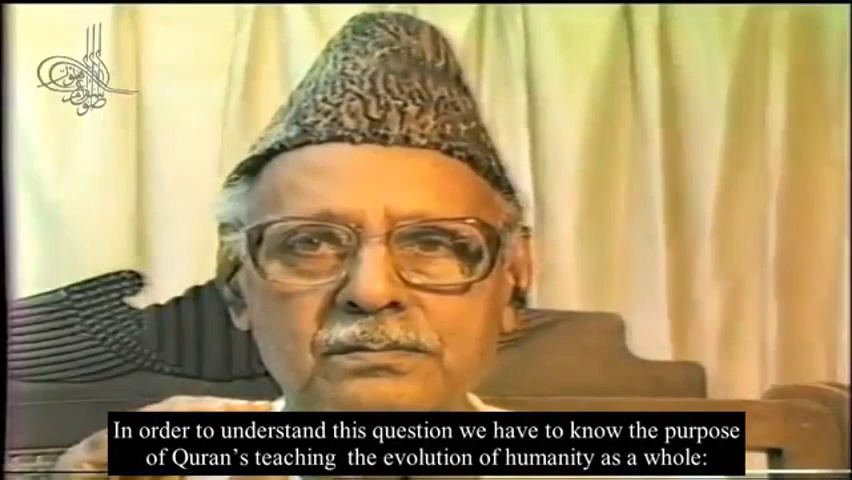 In order to understand this question we have to know the purpose
of Quran's teaching  the evolution of humanity as a whole: